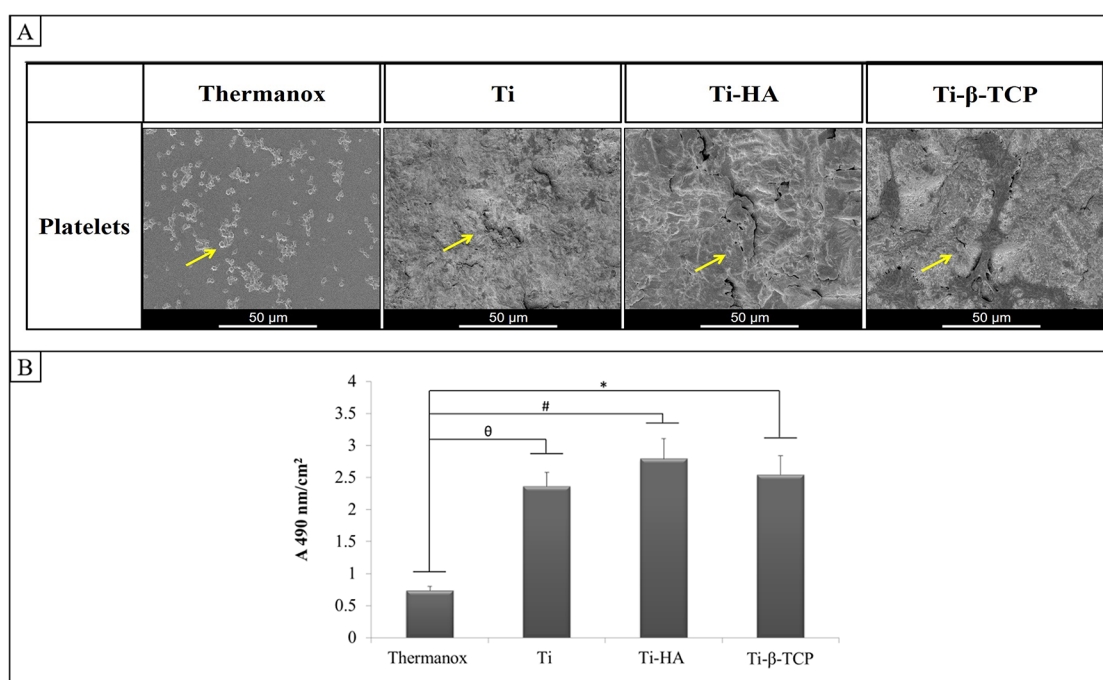 A
Thermanox
Ti
Ti-HA
Ti-β-TCP
Platelets
50 µm
50 µm
50 µm
50 µm
B
4
3.5
3
2.5
2
1.5
1
0.5
0
A 490 nm/cm²
*
#
θ
Thermanox
Ti
Ti-HA
Ti-β-TCP